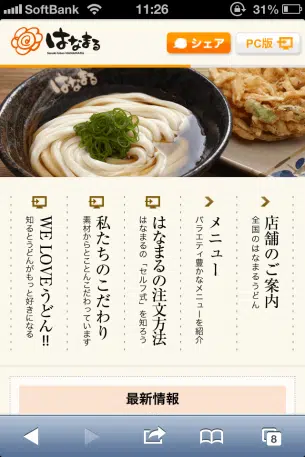 SoftBank 11:26 31%
はなまる
シェア
PC版
店舗のご案内
全国のはなまるうどん
メニュー
バラエティ豊かなメニューを紹介
はなまるの注文方法
はなまるの「セルフ式」を知ろう
私たちのこだわり
素材からとことんこだわっています
WE LOVEうどん!!
知るとうどんがもっと好きになる
最新情報
8